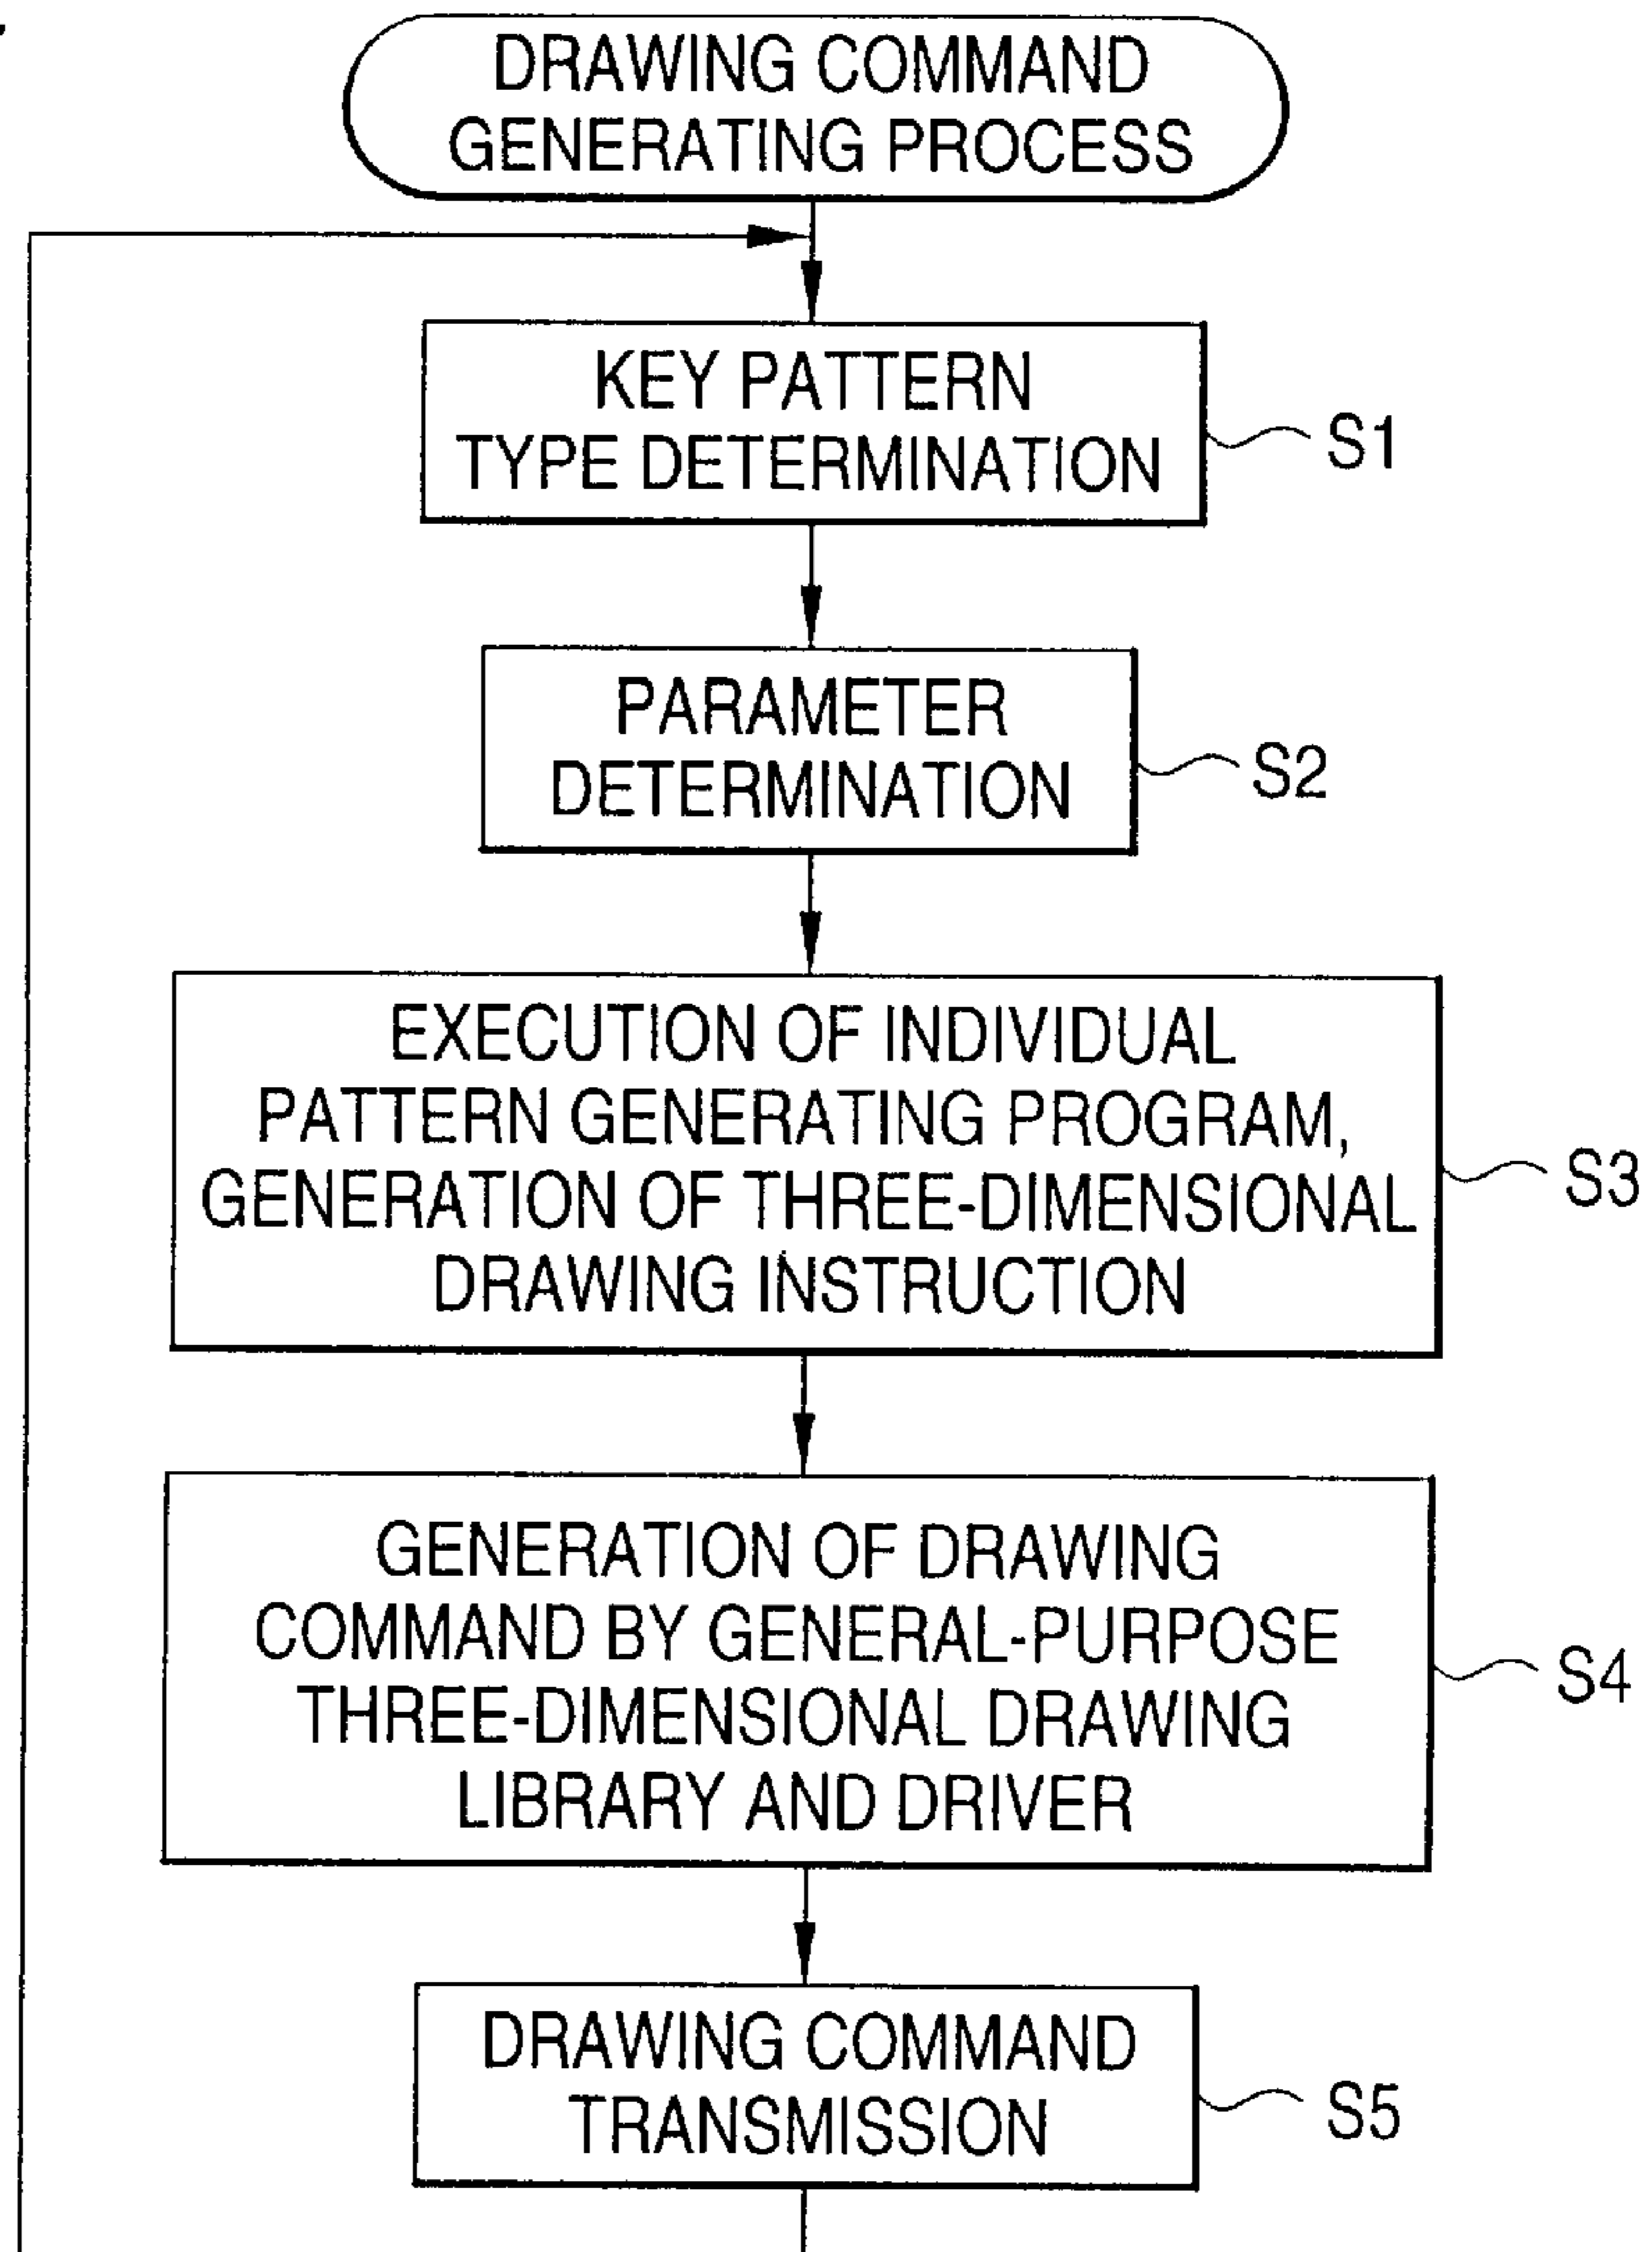 DRAWING COMMAND
GENERATING PROCESS
KEY PATTERN
TYPE DETERMINATION
S1
PARAMETER
DETERMINATION
S2
EXECUTION OF INDIVIDUAL
PATTERN GENERATING PROGRAM,
GENERATION OF THREE-DIMENSIONAL
DRAWING INSTRUCTION
S3
GENERATION OF DRAWING
COMMAND BY GENERAL-PURPOSE
THREE-DIMENSIONAL DRAWING
LIBRARY AND DRIVER
S4
DRAWING COMMAND
TRANSMISSION
S5